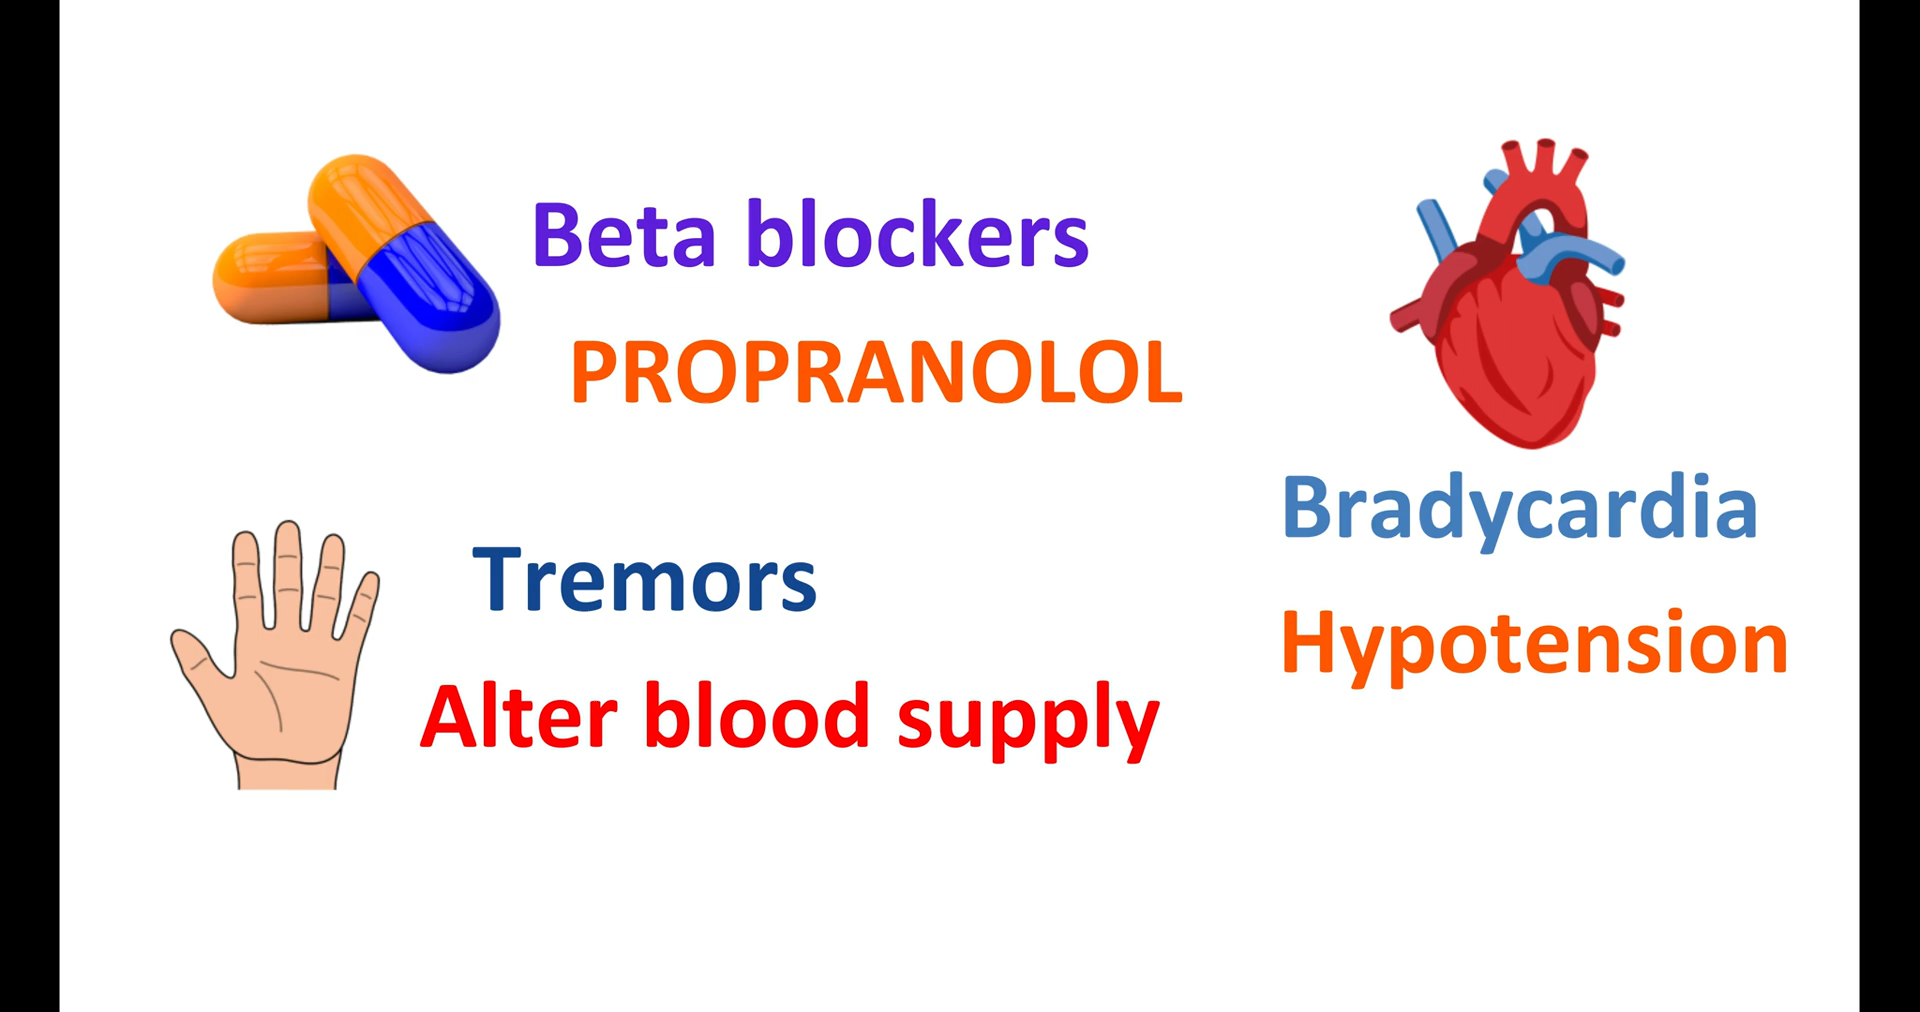 Beta blockers
PROPRANOLOL
Tremors
Alter blood supply
Bradycardia
Hypotension